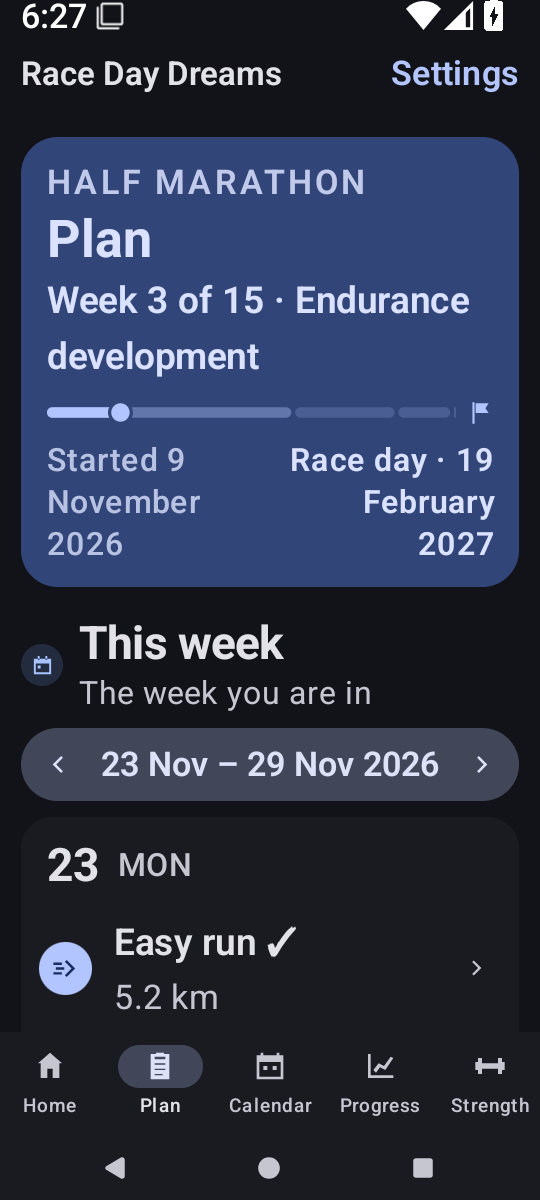 6:27
Race Day Dreams
Settings
HALF MARATHON
Plan
Week 3 of 15 · Endurance
development
Started 9
November
2026
Race day · 19
February
2027
This week
The week you are in
23 Nov – 29 Nov 2026
23 MON
Easy run ✓
5.2 km
Home
Plan
Calendar
Progress
Strength